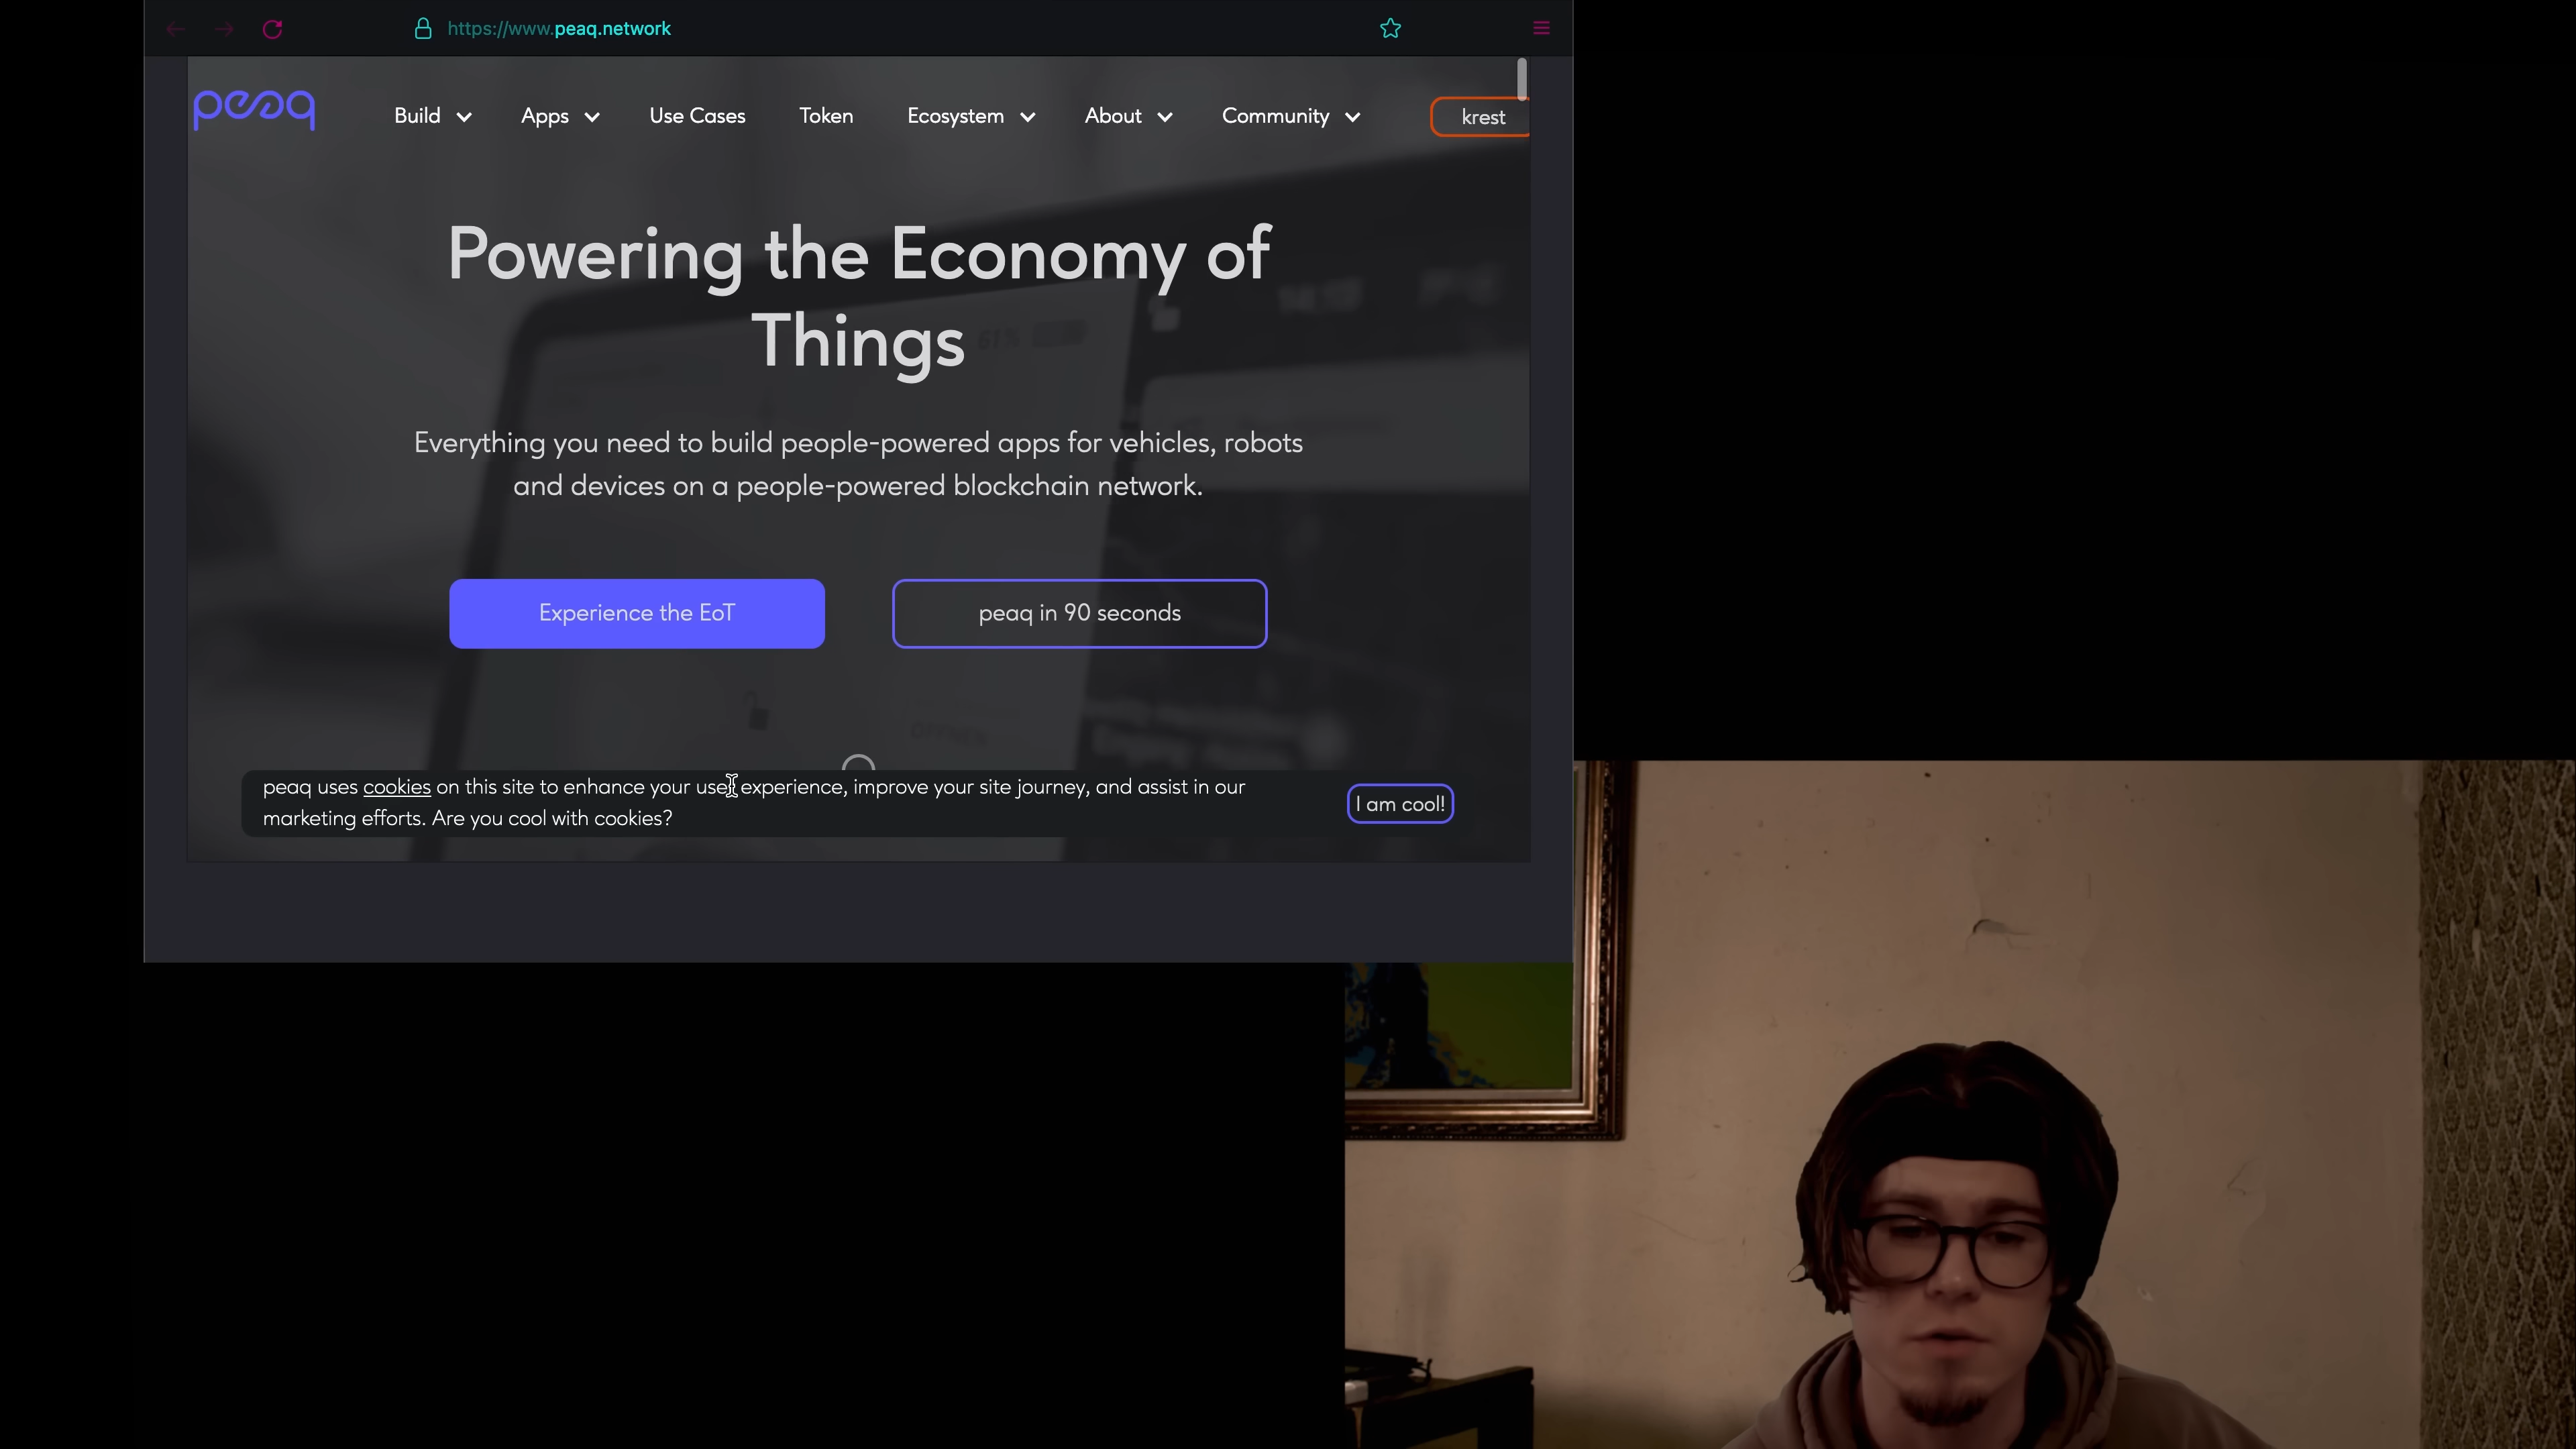 https://www.peaq.network
peaq
Build
Apps
Use Cases
Token
Ecosystem
About
Community
krest
Powering the Economy of
Things
61%
Everything you need to build people-powered apps for vehicles, robots
and devices on a people-powered blockchain network.
Experience the EoT
peaq in 90 seconds
peaq uses cookies on this site to enhance your user experience, improve your site journey, and assist in our
marketing efforts. Are you cool with cookies?
I am cool!